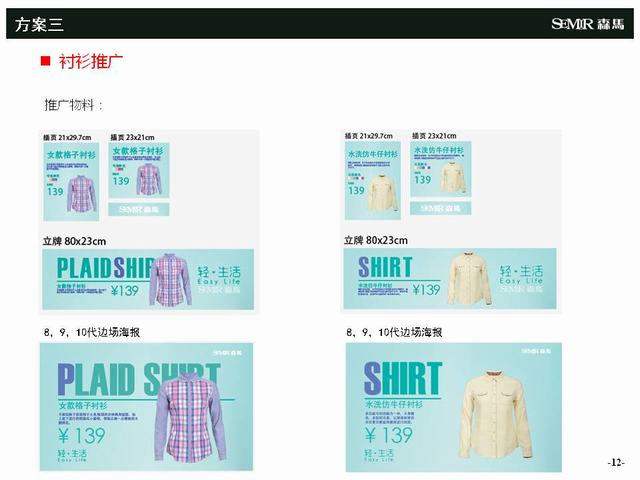 方案三
SEMIR 森馬
衬衫推广
推广物料：
插页 21x29.7cm
插页 23x21cm
女款格子衬衫
139
女款格子衬衫
139
SEMIR 森馬
立牌 80x23cm
PLAID SHIRT
女款格子衬衫
¥139
轻·生活
Easy Life
8、9、10代边场海报
SEMIR 森馬
PLAID SHIRT
女款格子衬衫
¥139
轻·生活
Easy Life
插页 21x29.7cm
插页 23x21cm
水洗仿牛仔衬衫
139
水洗仿牛仔衬衫
139
SEMIR 森馬
立牌 80x23cm
SHIRT
水洗仿牛仔衬衫
¥139
轻·生活
Easy Life
8、9、10代边场海报
SEMIR 森馬
SHIRT
水洗仿牛仔衬衫
¥139
轻·生活
Easy Life
-12-